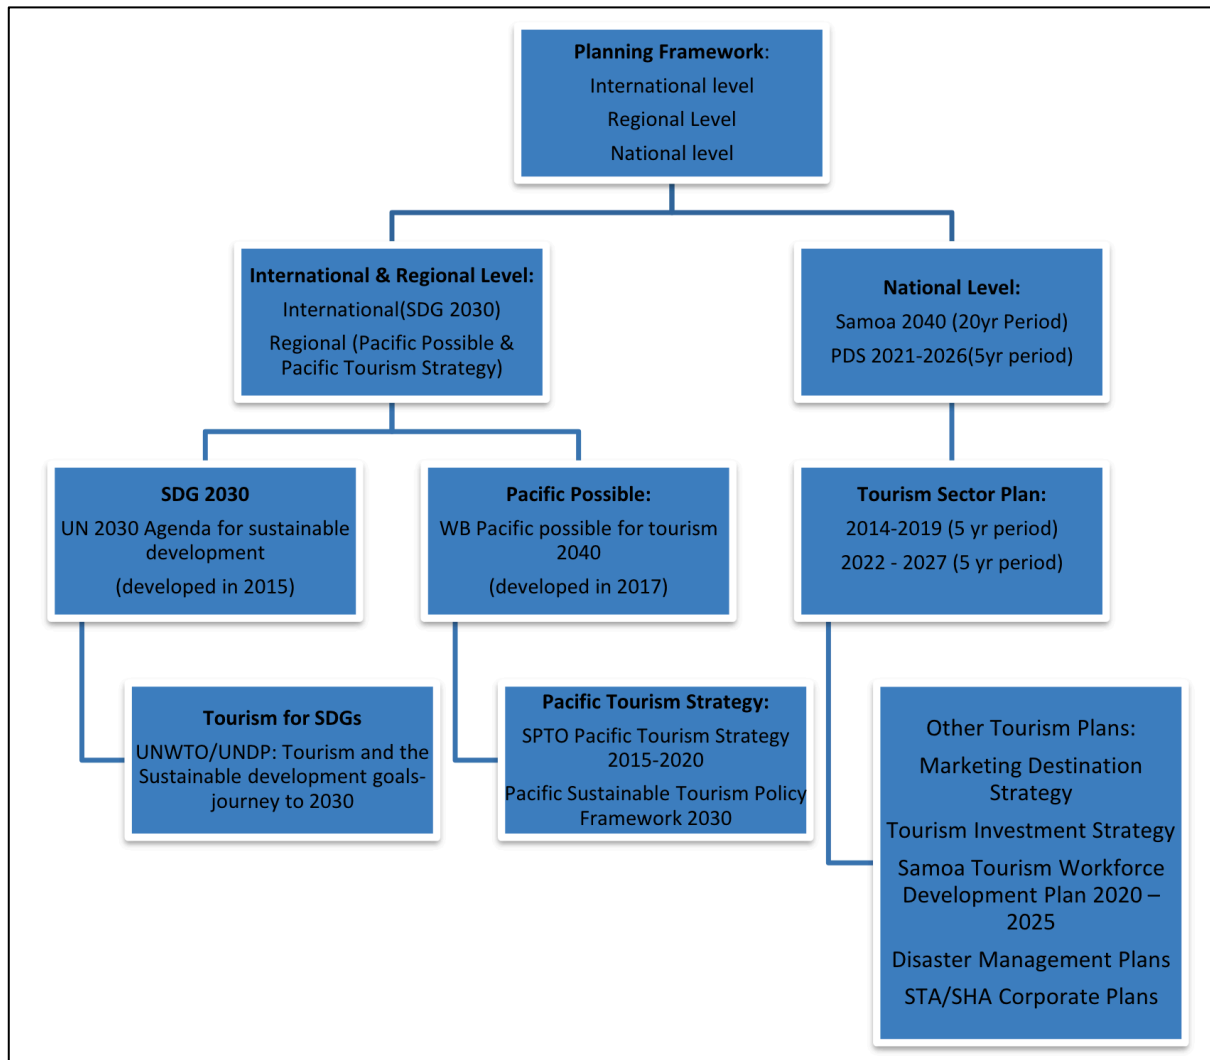 Planning Framework:
International level
Regional Level
National level
International & Regional Level:
International(SDG 2030)
Regional (Pacific Possible &
Pacific Tourism Strategy)
National Level:
Samoa 2040 (20yr Period)
PDS 2021-2026(5yr period)
SDG 2030
UN 2030 Agenda for sustainable
development
(developed in 2015)
Pacific Possible:
WB Pacific possible for tourism
2040
(developed in 2017)
Tourism Sector Plan:
2014-2019 (5 yr period)
2022 - 2027 (5 yr period)
Tourism for SDGs
UNWTO/UNDP: Tourism and the
Sustainable development goals-
journey to 2030
Pacific Tourism Strategy:
SPTO Pacific Tourism Strategy
2015-2020
Pacific Sustainable Tourism Policy
Framework 2030
Other Tourism Plans:
Marketing Destination
Strategy
Tourism Investment Strategy
Samoa Tourism Workforce
Development Plan 2020 –
2025
Disaster Management Plans
STA/SHA Corporate Plans